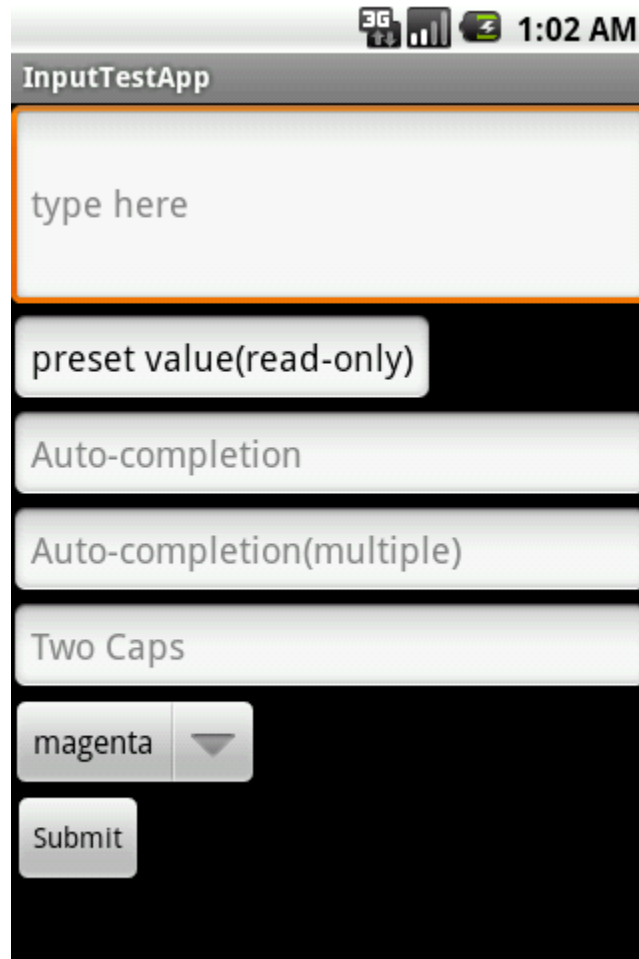 3G 1:02 AM
InputTestApp
type here
preset value(read-only)
Auto-completion
Auto-completion(multiple)
Two Caps
magenta
Submit